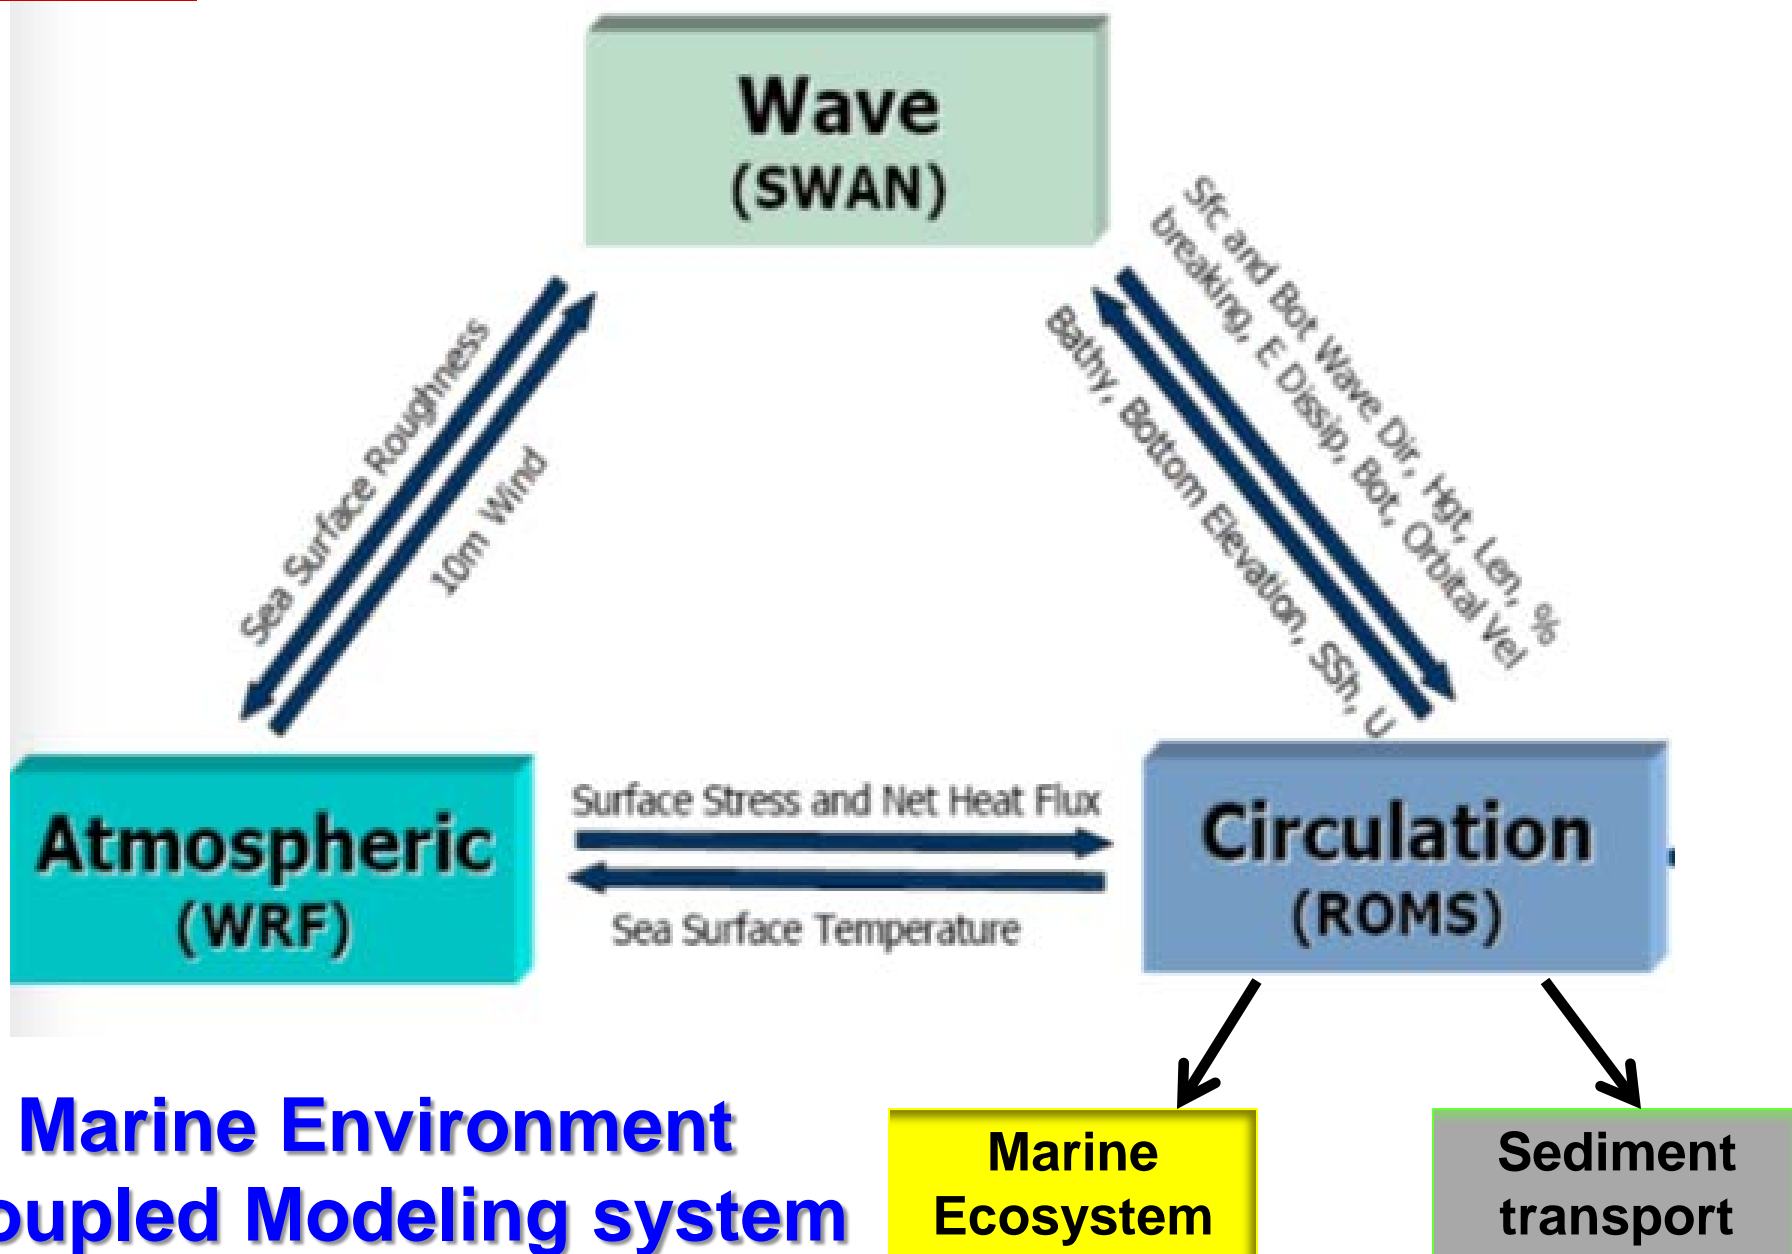 Wave
(SWAN)
Sfc and Bot Wave Dir, Hgt, Len, %
breaking, E Dissip, Bot, Orbital Vel
Bathy, Bottom Elevation, SSh, U
Sea Surface Roughness
10m Wind
Atmospheric
(WRF)
Surface Stress and Net Heat Flux
Sea Surface Temperature
Circulation
(ROMS)
Marine Environment
oupled Modeling system
Marine
Ecosystem
Sediment
transport